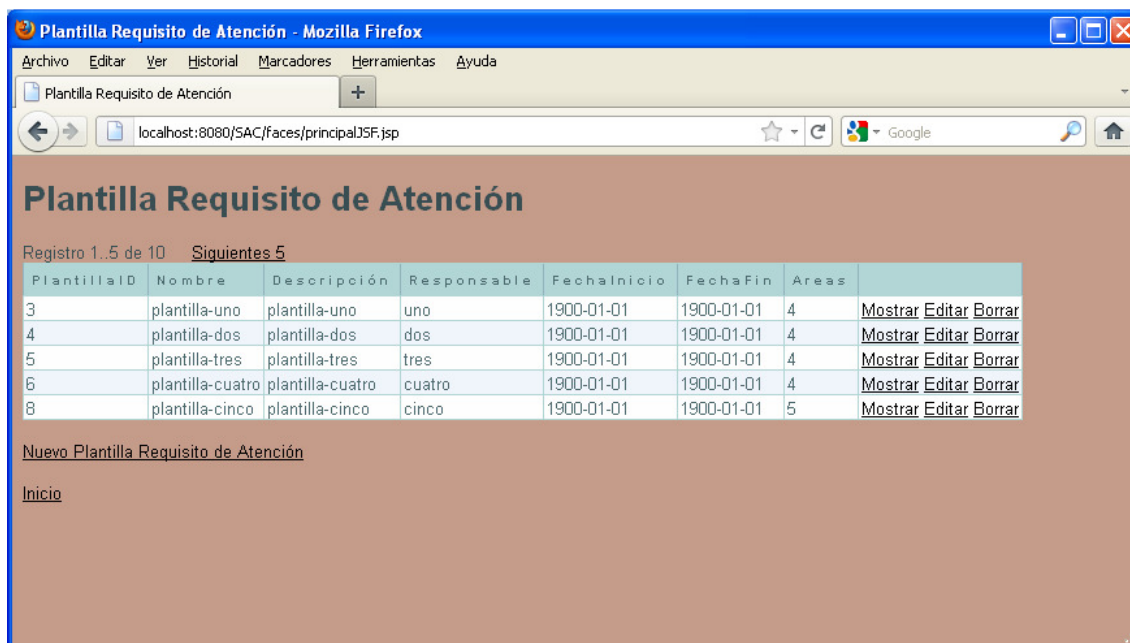 Plantilla Requisito de Atención - Mozilla Firefox
Archivo Editar Ver Historial Marcadores Herramientas Ayuda
Plantilla Requisito de Atención +
localhost:8080/SAC/faces/principalJSF.jsp Google
Plantilla Requisito de Atención
Registro 1..5 de 10 Siguientes 5
PlantillaID Nombre Descripción Responsable FechaInicio FechaFin Areas
3 plantilla-uno plantilla-uno uno 1900-01-01 1900-01-01 4 Mostrar Editar Borrar
4 plantilla-dos plantilla-dos dos 1900-01-01 1900-01-01 4 Mostrar Editar Borrar
5 plantilla-tres plantilla-tres tres 1900-01-01 1900-01-01 4 Mostrar Editar Borrar
6 plantilla-cuatro plantilla-cuatro cuatro 1900-01-01 1900-01-01 4 Mostrar Editar Borrar
8 plantilla-cinco plantilla-cinco cinco 1900-01-01 1900-01-01 5 Mostrar Editar Borrar
Nuevo Plantilla Requisito de Atención
Inicio